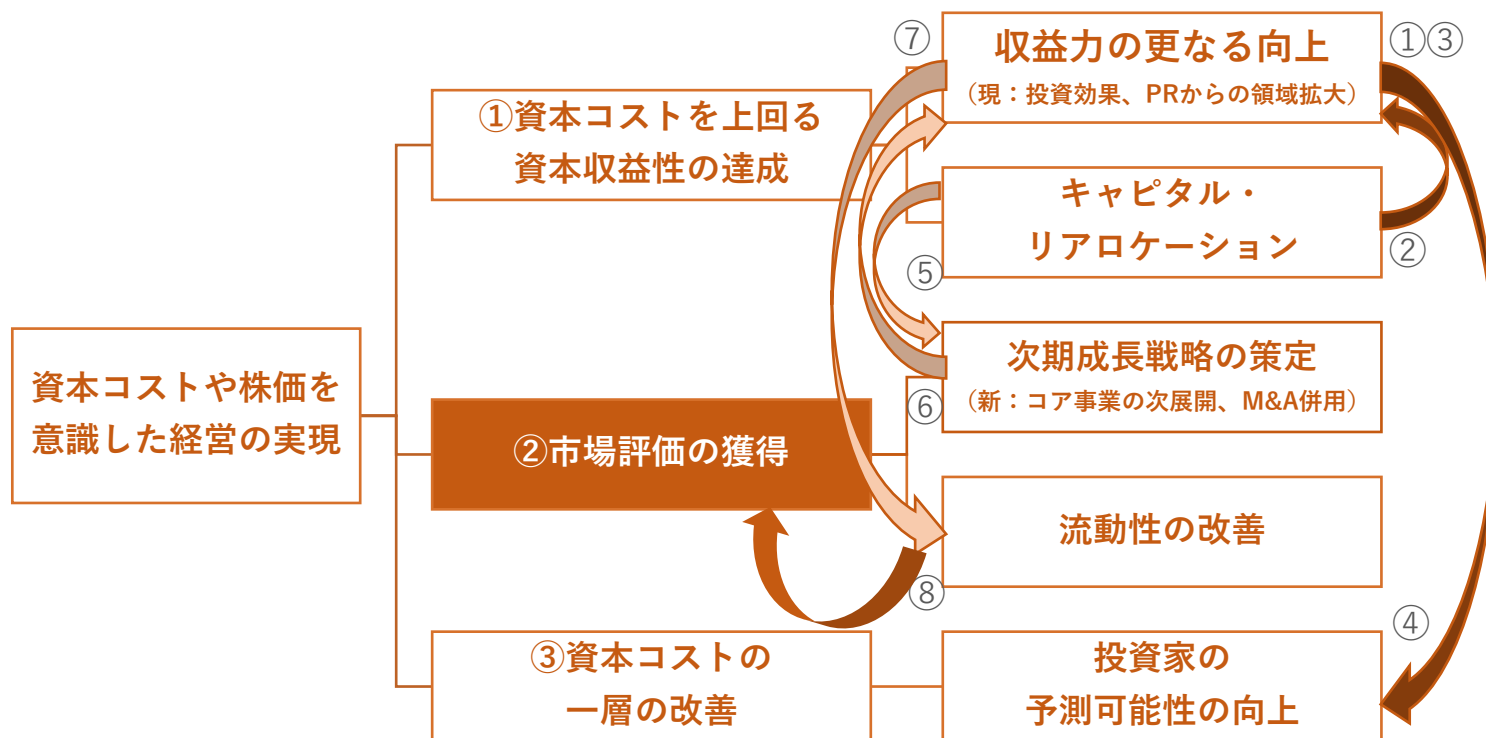 資本コストや株価を
意識した経営の実現
①資本コストを上回る
資本収益性の達成
②市場評価の獲得
③資本コストの
一層の改善
⑦
収益力の更なる向上
（現：投資効果、PRからの領域拡大）
①③
キャピタル・
リアロケーション
②
⑤
次期成長戦略の策定
（新：コア事業の次展開、M&A併用）
⑥
流動性の改善
⑧
④
投資家の
予測可能性の向上